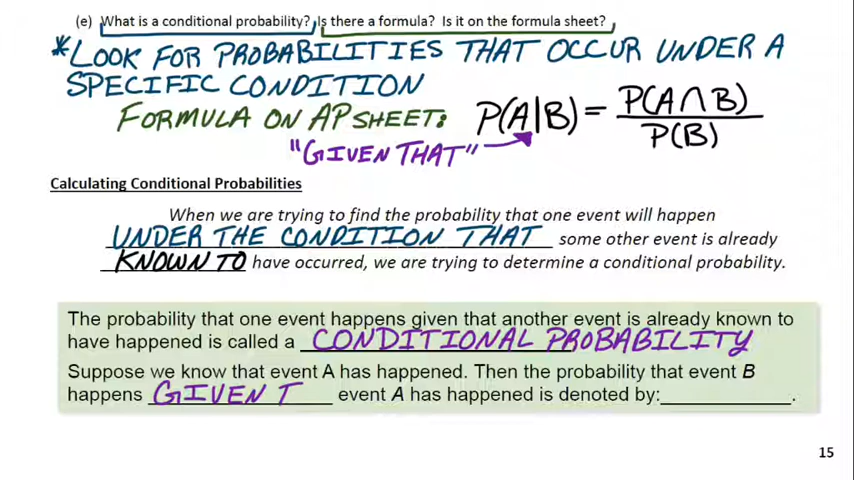 (e) What is a conditional probability? Is there a formula? Is it on the formula sheet?
*LOOK FOR PROBABILITIES THAT OCCUR UNDER A
SPECIFIC CONDITION
FORMULA ON AP SHEET: P(A|B) = P(A∩B) / P(B)
"GIVEN THAT"
Calculating Conditional Probabilities
When we are trying to find the probability that one event will happen
UNDER THE CONDITION THAT some other event is already
KNOWN TO have occurred, we are trying to determine a conditional probability.
The probability that one event happens given that another event is already known to
have happened is called a CONDITIONAL PROBABILITY
Suppose we know that event A has happened. Then the probability that event B
happens GIVEN T event A has happened is denoted by:__________.
15